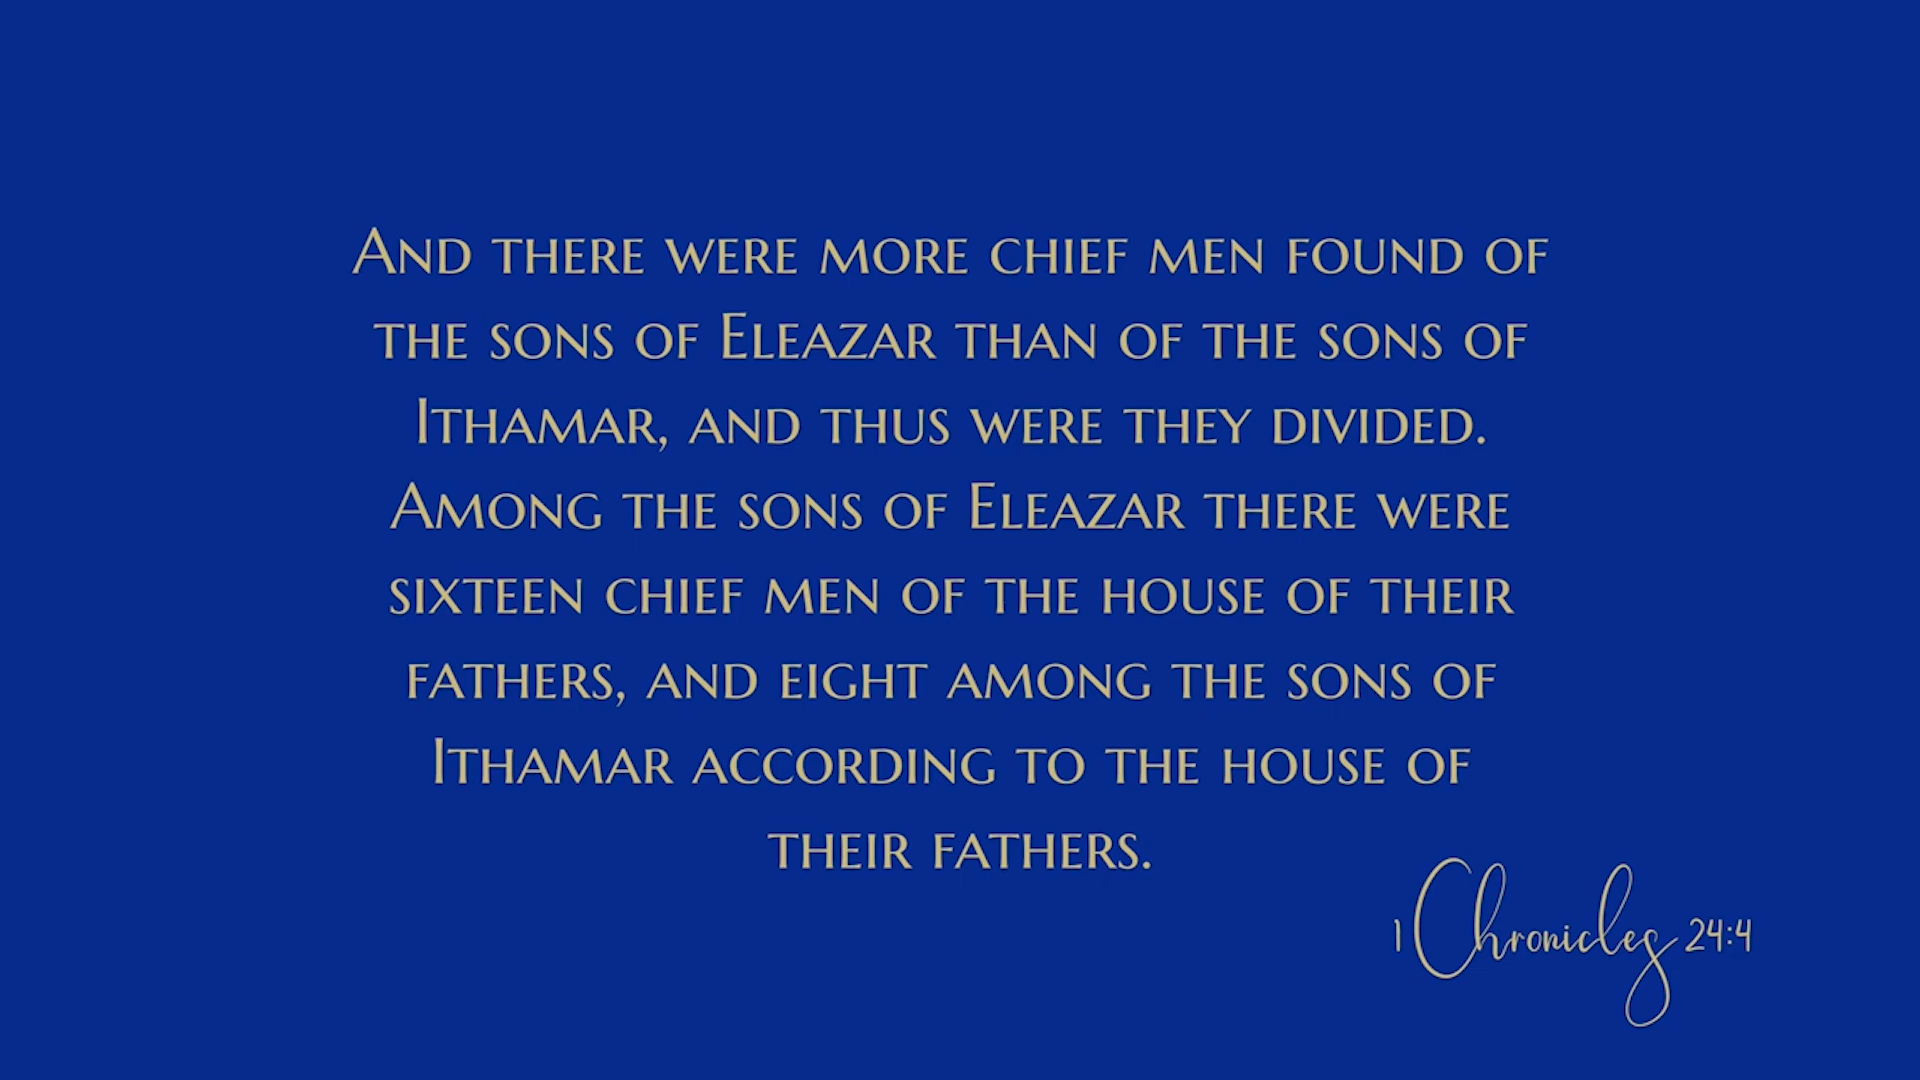 And there were more chief men found of
the sons of Eleazar than of the sons of
Ithamar, and thus were they divided.
Among the sons of Eleazar there were
sixteen chief men of the house of their
fathers, and eight among the sons of
Ithamar according to the house of
their fathers.
1 Chronicles 24:4